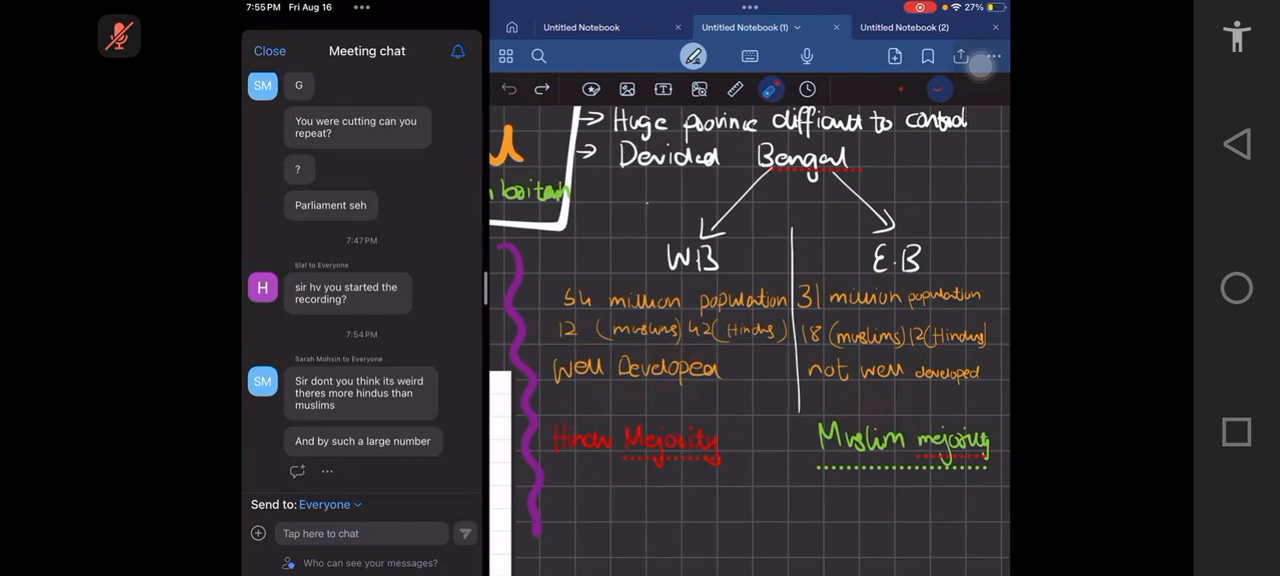 7:55 PM Fri Aug 16
27%
Close Meeting chat
SM
G
You were cutting can you
repeat?
?
Parliament seh
7:47 PM
Ijlal to Everyone
H
sir hv you started the
recording?
7:54 PM
Sarah Mohsin to Everyone
SM
Sir dont you think its weird
theres more hindus than
muslims
And by such a large number
Send to: Everyone
Tap here to chat
Who can see your messages?
Untitled Notebook
Untitled Notebook (1)
Untitled Notebook (2)
→ Huge province difficult to control
→ Devided Bengal
W.B
E.B
54 million population
31 million population
12 (muslims) 42 (Hindus)
18 (muslims) 12 (Hindus)
Well Developed
not well developed
Hindu Mejority
Muslim mejority